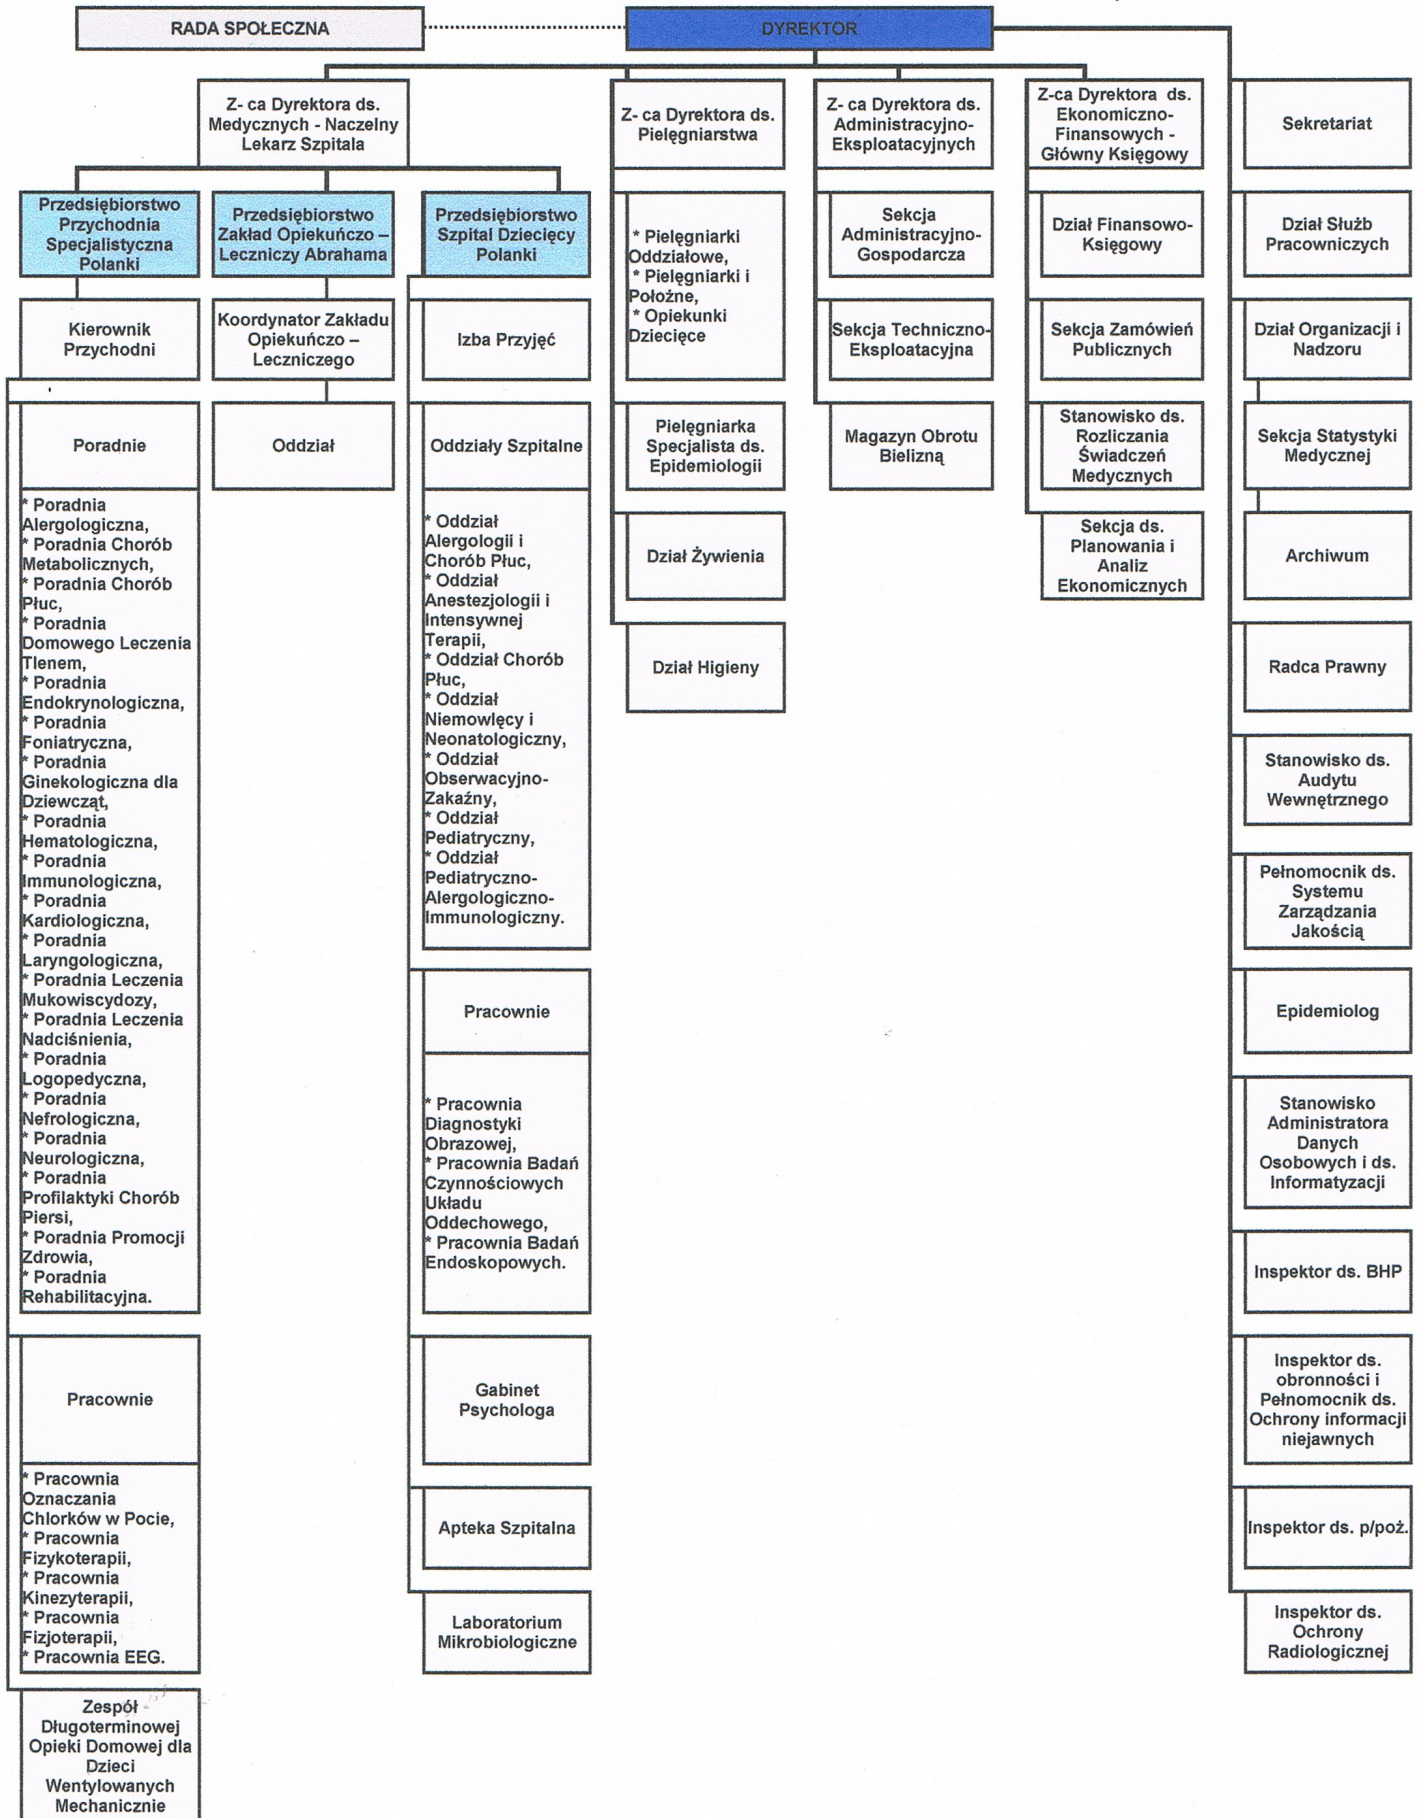 RADA SPOŁECZNA
DYREKTOR
Z- ca Dyrektora ds.
Medycznych - Naczelny
Lekarz Szpitala
Z- ca Dyrektora ds.
Pielęgniarstwa
Z- ca Dyrektora ds.
Administracyjno-
Eksploatacyjnych
Z-ca Dyrektora ds.
Ekonomiczno-
Finansowych -
Główny Księgowy
Sekretariat
Przedsiębiorstwo
Przychodnia
Specjalistyczna
Polanki
Przedsiębiorstwo
Zakład Opiekuńczo –
Leczniczy Abrahama
Przedsiębiorstwo
Szpital Dziecięcy
Polanki
* Pielęgniarki
Oddziałowe,
* Pielęgniarki i
Położne,
* Opiekunki
Dziecięce
Sekcja
Administracyjno-
Gospodarcza
Dział Finansowo-
Księgowy
Dział Służb
Pracowniczych
Kierownik
Przychodni
Koordynator Zakładu
Opiekuńczo –
Leczniczego
Izba Przyjęć
Sekcja Techniczno-
Eksploatacyjna
Sekcja Zamówień
Publicznych
Dział Organizacji i
Nadzoru
Poradnie
Oddział
Oddziały Szpitalne
Pielęgniarka
Specjalista ds.
Epidemiologii
Magazyn Obrotu
Bielizną
Stanowisko ds.
Rozliczania
Świadczeń
Medycznych
Sekcja Statystyki
Medycznej
* Poradnia
Alergologiczna,
* Poradnia Chorób
Metabolicznych,
* Poradnia Chorób
Płuc,
* Poradnia
Domowego Leczenia
Tlenem,
* Poradnia
Endokrynologiczna,
* Poradnia
Foniatryczna,
* Poradnia
Ginekologiczna dla
Dziewcząt,
* Poradnia
Hematologiczna,
* Poradnia
Immunologiczna,
* Poradnia
Kardiologiczna,
* Poradnia
Laryngologiczna,
* Poradnia Leczenia
Mukowiscydozy,
* Poradnia Leczenia
Nadciśnienia,
* Poradnia
Logopedyczna,
* Poradnia
Nefrologiczna,
* Poradnia
Neurologiczna,
* Poradnia
Profilaktyki Chorób
Piersi,
* Poradnia Promocji
Zdrowia,
* Poradnia
Rehabilitacyjna.
* Oddział
Alergologii i
Chorób Płuc,
* Oddział
Anestezjologii i
Intensywnej
Terapii,
* Oddział Chorób
Płuc,
* Oddział
Niemowlęcy i
Neonatologiczny,
* Oddział
Obserwacyjno-
Zakaźny,
* Oddział
Pediatryczny,
* Oddział
Pediatryczno-
Alergologiczno-
Immunologiczny.
Dział Żywienia
Sekcja ds.
Planowania i
Analiz
Ekonomicznych
Archiwum
Dział Higieny
Radca Prawny
Stanowisko ds.
Audytu
Wewnętrznego
Pełnomocnik ds.
Systemu
Zarządzania
Jakością
Pracownie
Epidemiolog
* Pracownia
Diagnostyki
Obrazowej,
* Pracownia Badań
Czynnościowych
Układu
Oddechowego,
* Pracownia Badań
Endoskopowych.
Stanowisko
Administratora
Danych
Osobowych i ds.
Informatyzacji
Inspektor ds. BHP
Pracownie
Gabinet
Psychologa
Inspektor ds.
obronności i
Pełnomocnik ds.
Ochrony informacji
niejawnych
* Pracownia
Oznaczania
Chlorków w Pocie,
* Pracownia
Fizykoterapii,
* Pracownia
Kinezyterapii,
* Pracownia
Fizjoterapii,
* Pracownia EEG.
Apteka Szpitalna
Inspektor ds. p/poż.
Laboratorium
Mikrobiologiczne
Inspektor ds.
Ochrony
Radiologicznej
Zespół
Długoterminowej
Opieki Domowej dla
Dzieci
Wentylowanych
Mechanicznie